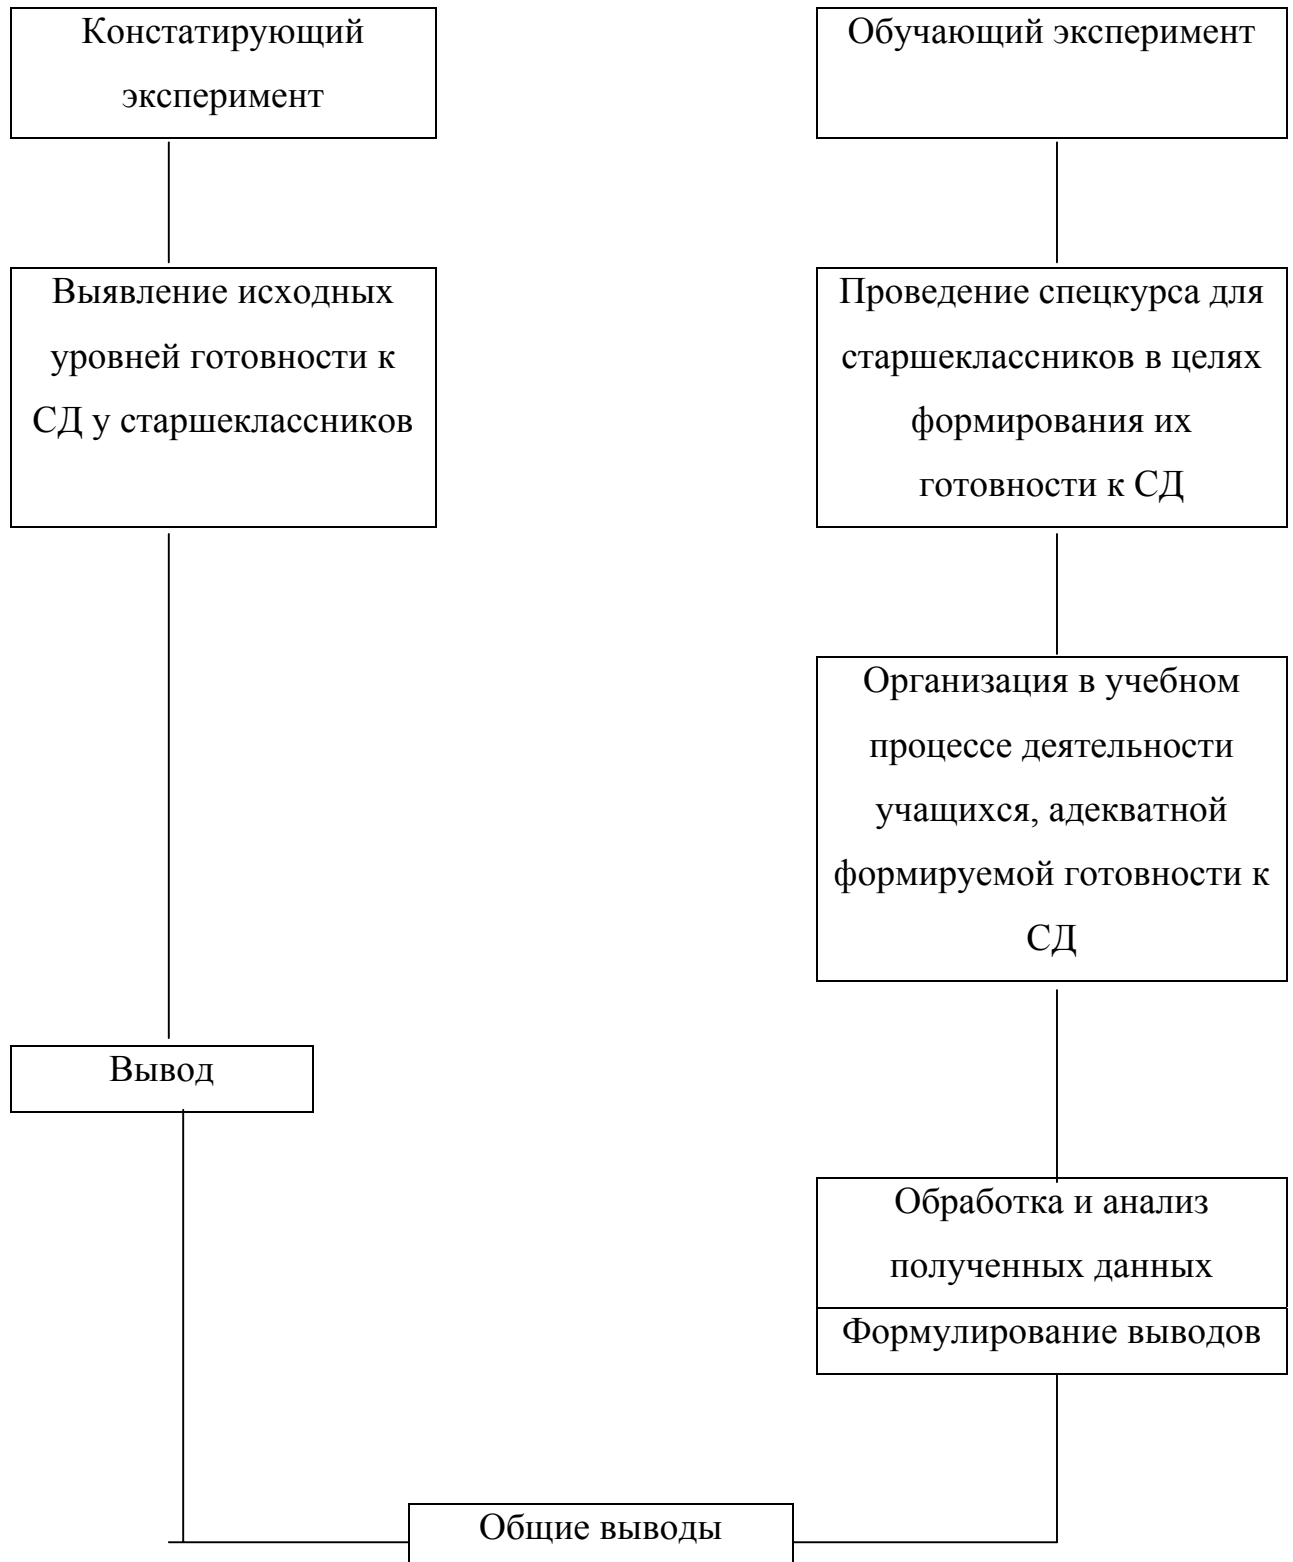 Констатирующий
эксперимент
Обучающий эксперимент
Выявление исходных
уровней готовности к
СД у старшеклассников
Проведение спецкурса для
старшеклассников в целях
формирования их
готовности к СД
Организация в учебном
процессе деятельности
учащихся, адекватной
формируемой готовности к
СД
Вывод
Обработка и анализ
полученных данных
Формулирование выводов
Общие выводы